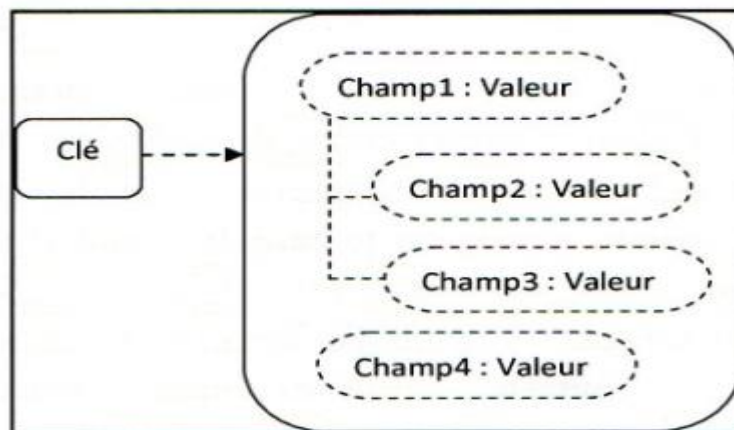 Champ1 : Valeur
Clé
Champ2 : Valeur
Champ3 : Valeur
Champ4 : Valeur